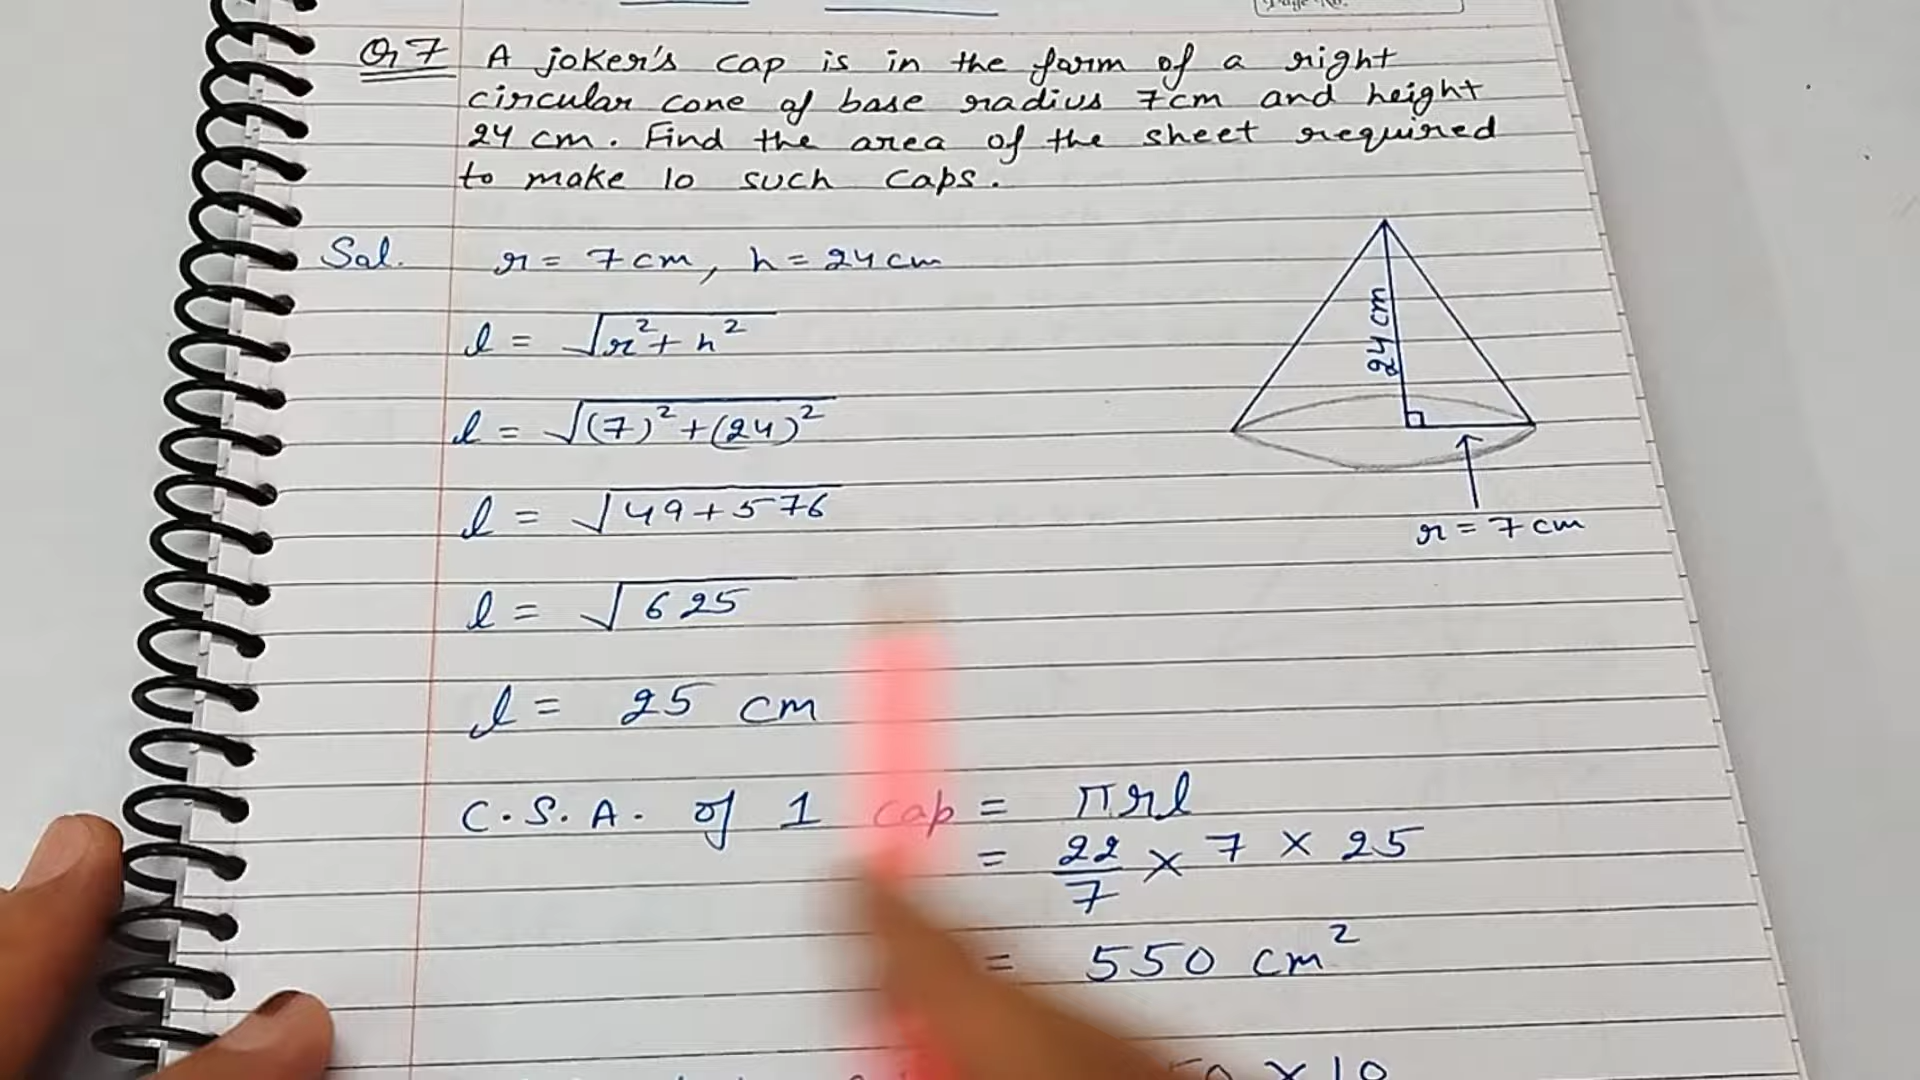 Q7 A joker's cap is in the form of a right
circular cone of base radius 7cm and height
24 cm. Find the area of the sheet required
to make 10 such caps.
Sol. r = 7cm, h = 24cm
l = √r²+h²
l = √(7)²+(24)²
l = √49+576
l = √625
l = 25 cm
24 cm
r = 7 cm
C.S.A. of 1 cap = πrl
= 22/7 × 7 × 25
= 550 cm²
× 10